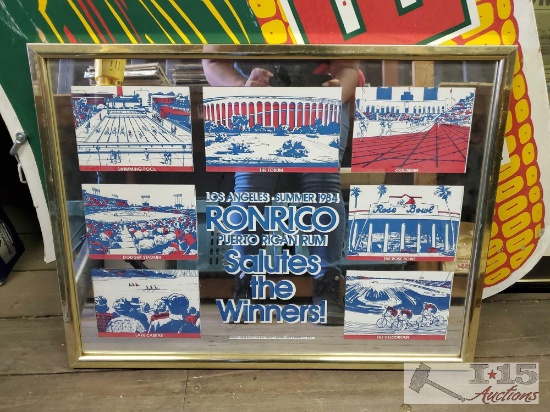 SWIMMING POOL
THE FORUM
COLISEUM
LOS ANGELES • SUMMER 1984
RONRICO
PUERTO RICAN RUM
Salutes
the
Winners!
DODGER STADIUM
Rose Bowl
THE ROSE BOWL
LAKE CASITAS
THE VELODROME
I-15
Auctions